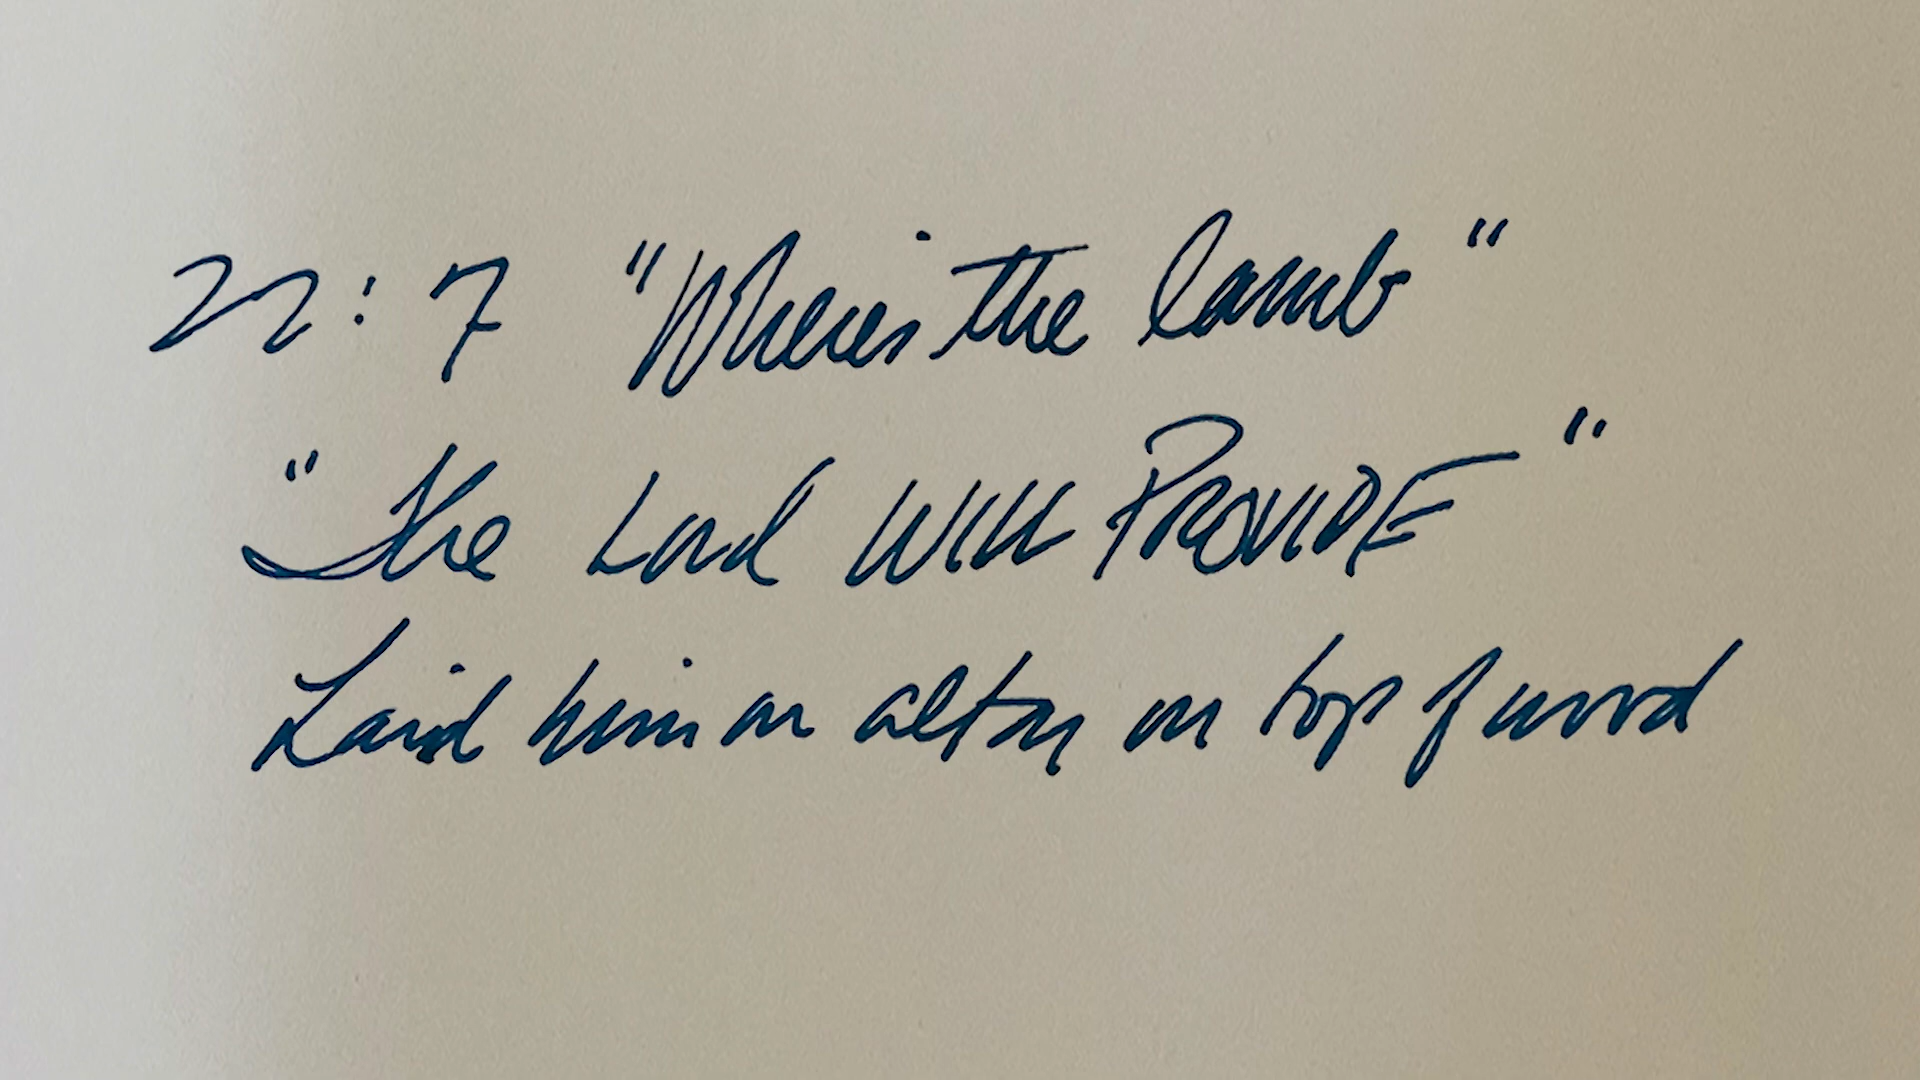 22:7 "Where is the lamb"
"The Lord WILL PROVIDE"
Laid him on altar on top of wood